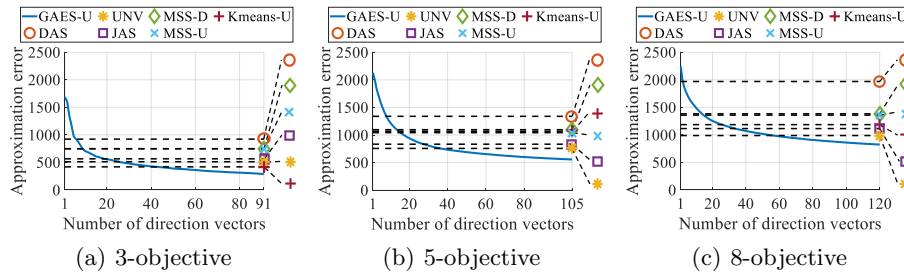 GAES-U UNV MSS-D Kmeans-U
DAS JAS MSS-U
GAES-U UNV MSS-D Kmeans-U
DAS JAS MSS-U
GAES-U UNV MSS-D Kmeans-U
DAS JAS MSS-U
Approximation error
2500
2000
1500
1000
500
0
1 20 40 60 80 91
Number of direction vectors
Approximation error
2500
2000
1500
1000
500
0
1 20 40 60 80 105
Number of direction vectors
Approximation error
2500
2000
1500
1000
500
0
1 20 40 60 80 100 120
Number of direction vectors
(a) 3-objective
(b) 5-objective
(c) 8-objective